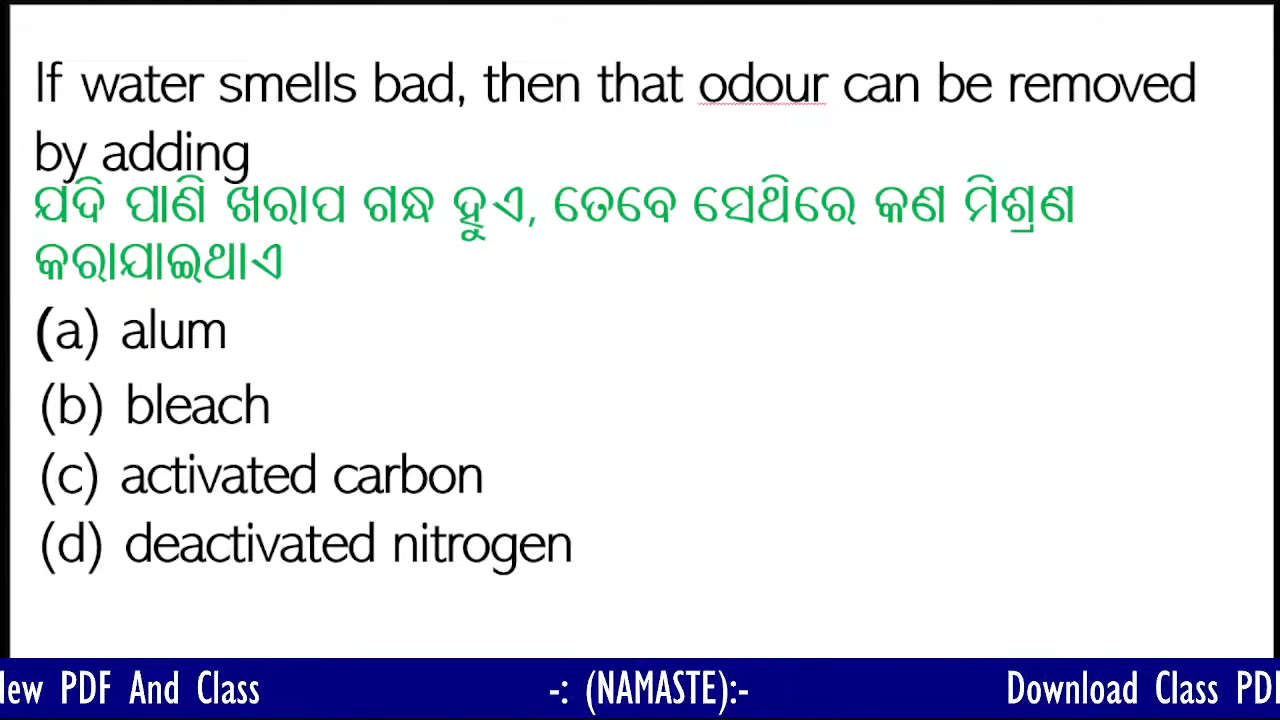 If water smells bad, then that odour can be removed
by adding
ଯଦି ପାଣି ଖରାପ ଗନ୍ଧ ହୁଏ, ତେବେ ସେଥିରେ କଣ ମିଶ୍ରଣ
କରାଯାଇଥାଏ
(a) alum
(b) bleach
(c) activated carbon
(d) deactivated nitrogen
New PDF And Class -: (NAMASTE):- Download Class PD